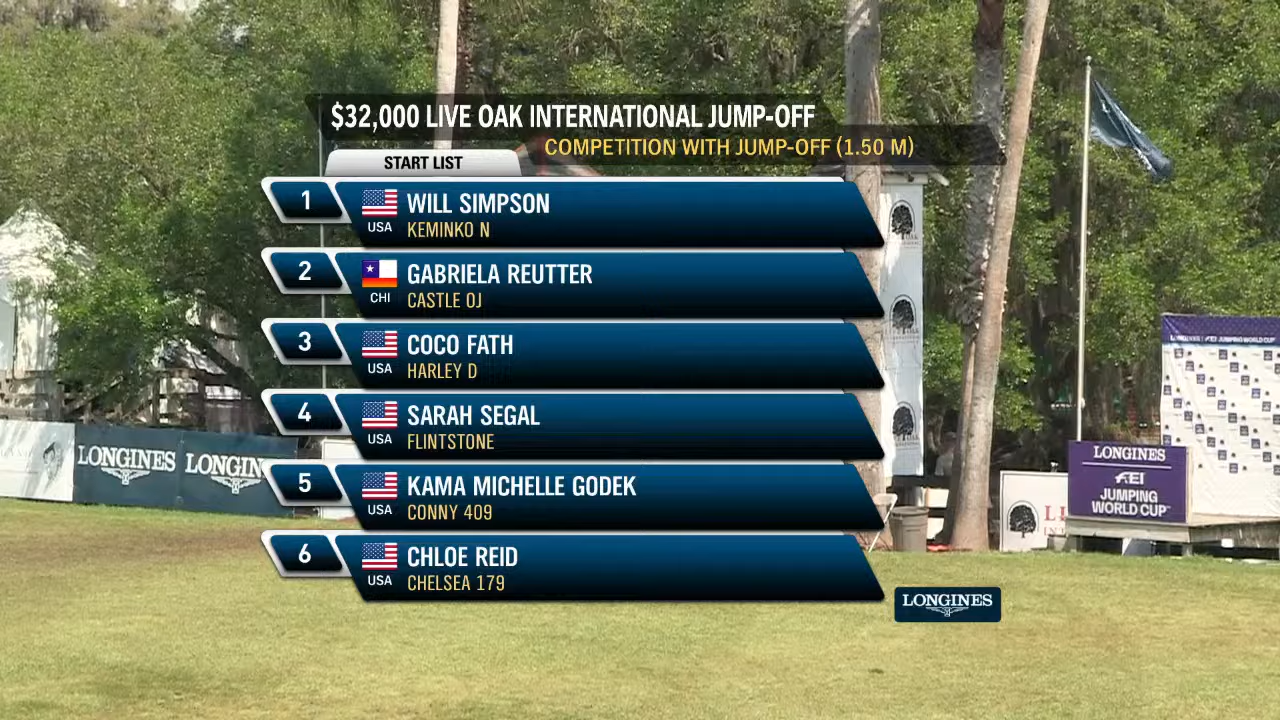 $32,000 LIVE OAK INTERNATIONAL JUMP-OFF
COMPETITION WITH JUMP-OFF (1.50 M)
START LIST
1
WILL SIMPSON
USA
KEMINKO N
2
GABRIELA REUTTER
CHI
CASTLE OJ
3
COCO FATH
USA
HARLEY D
4
SARAH SEGAL
USA
FLINTSTONE
5
KAMA MICHELLE GODEK
USA
CONNY 409
6
CHLOE REID
USA
CHELSEA 179
LONGINES
LONGINES
LONGINES
FEI
JUMPING
WORLD CUP
LONGINES